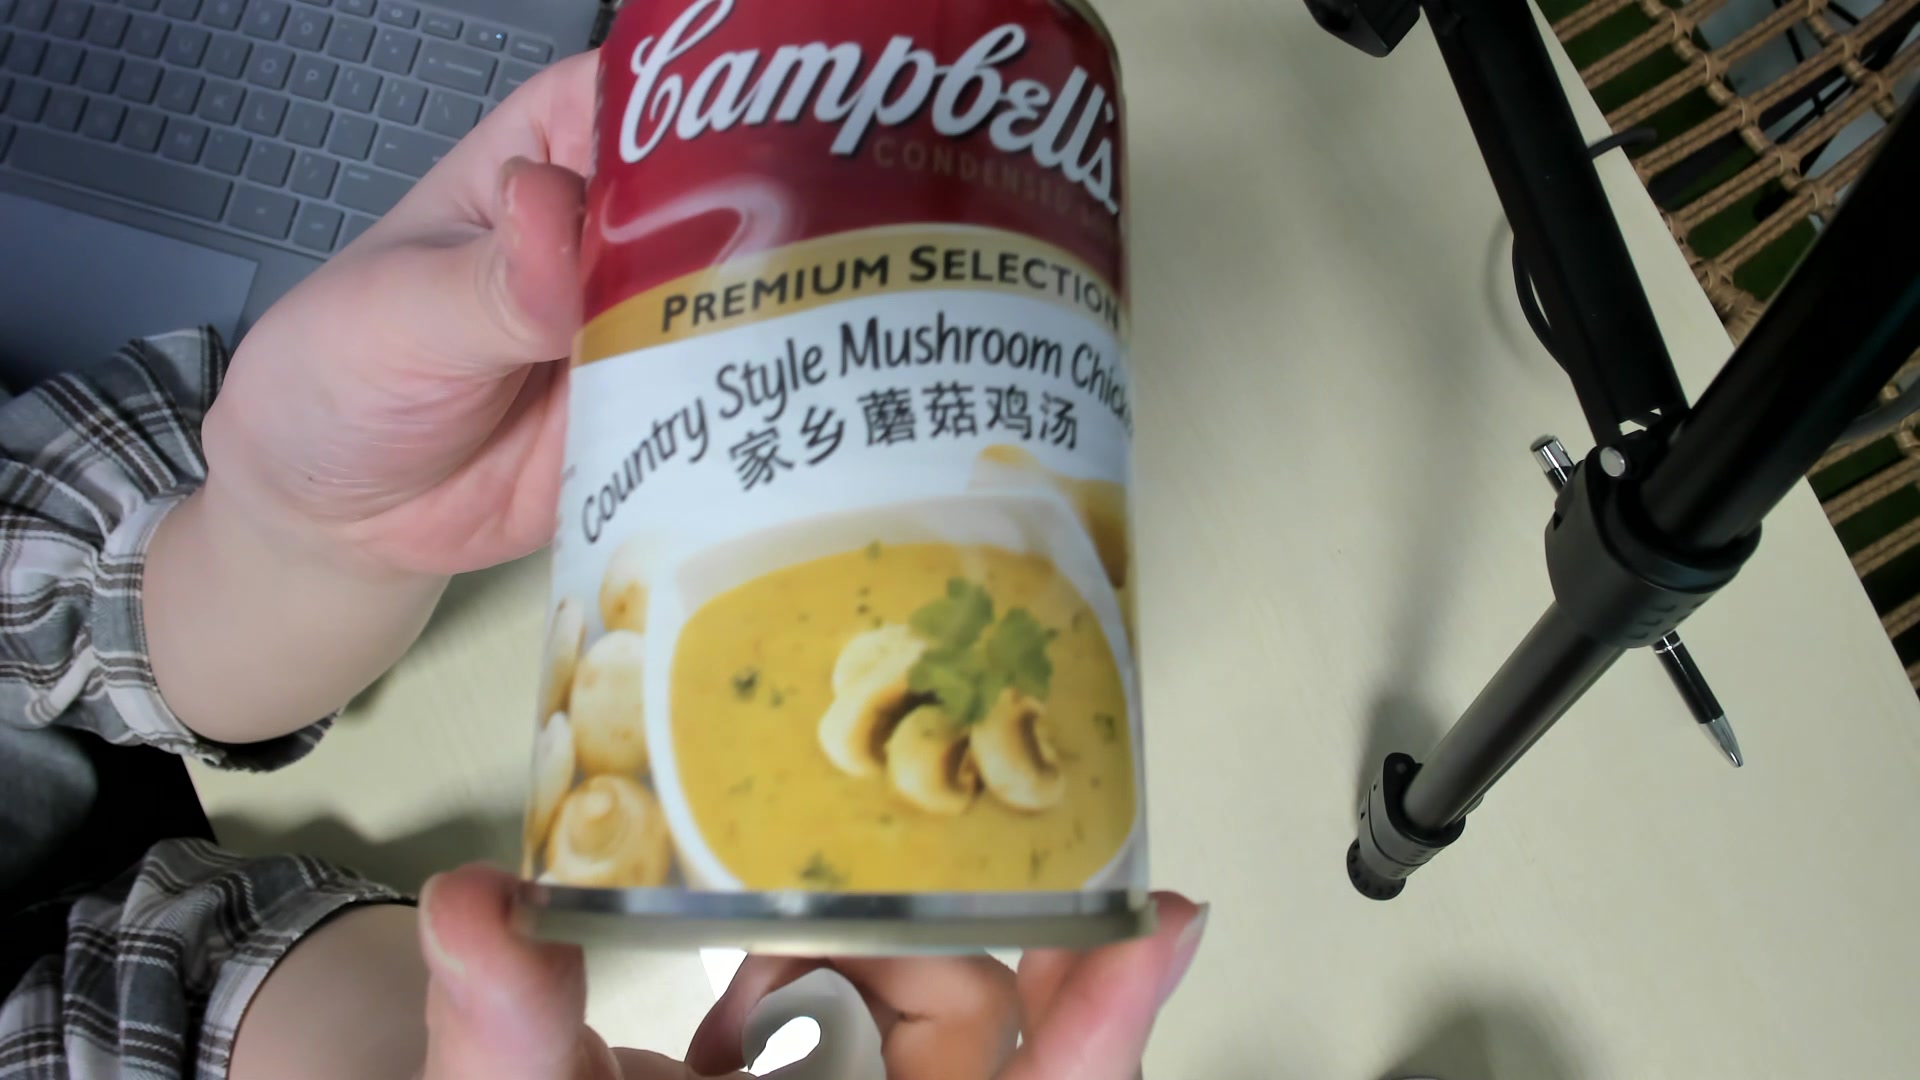 Campbell's
CONDENSED
PREMIUM SELECTION
Country Style Mushroom
家乡蘑菇鸡汤